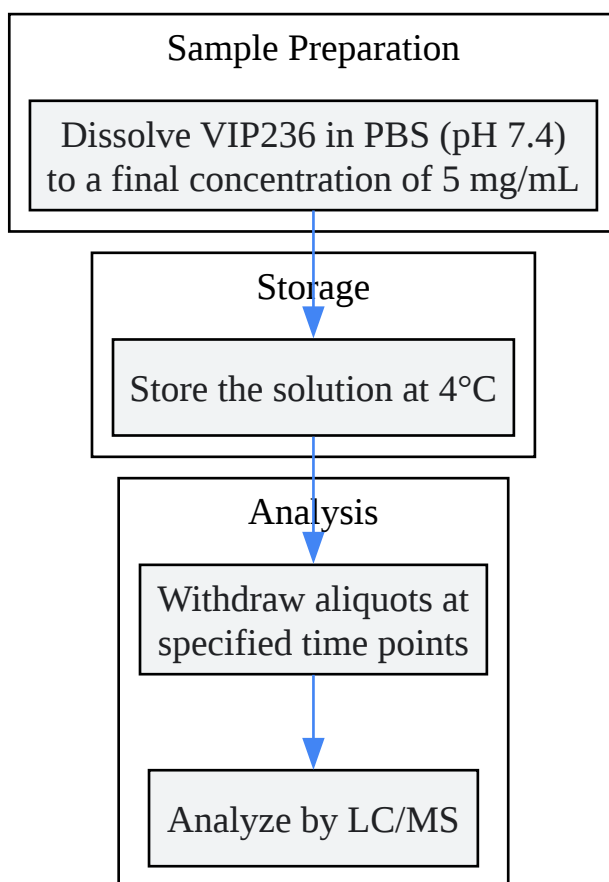 Sample Preparation
Dissolve VIP236 in PBS (pH 7.4)
to a final concentration of 5 mg/mL
Storage
Store the solution at 4°C
Analysis
Withdraw aliquots at
specified time points
Analyze by LC/MS